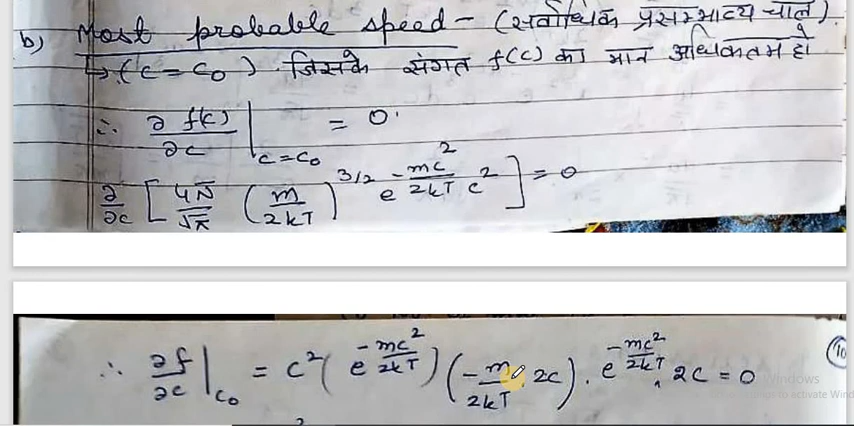 b) Most probable speed - (सर्वाधिक प्रसम्भाव्य चाल)
↳ (c = c₀) जिसके संगत f(c) का मान अधिकतम हो
∴ ∂f(c)/∂c |c=c₀ = 0
∂/∂c [4N/√π (m/2kT)^3/2 e^-mc²/2kT c²] = 0
∴ ∂f/∂c |c₀ = c² (e^-mc²/2kT) (-m/2kT 2c) . e^-mc²/2kT . 2c = 0